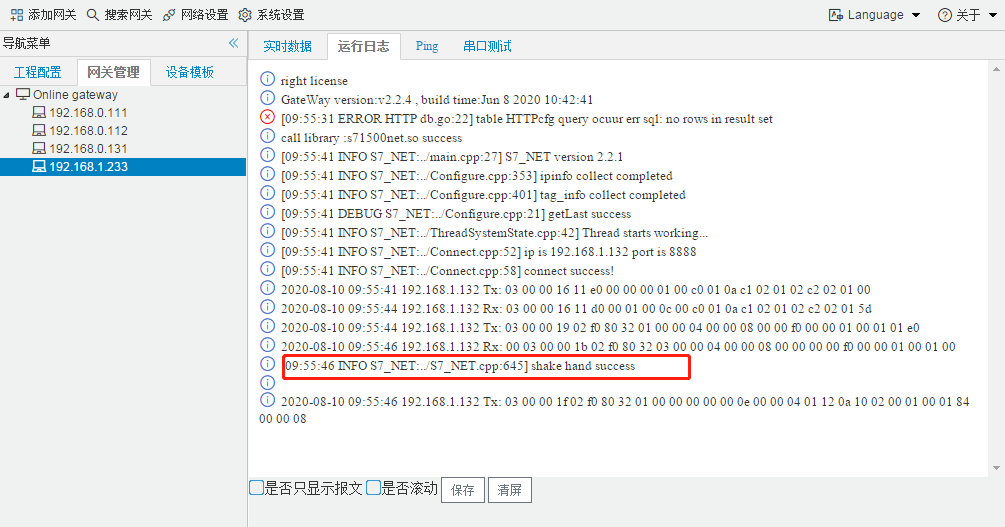 添加网关 搜索网关 网络设置 系统设置 Language 关于
导航菜单
实时数据 运行日志 Ping 串口测试
工程配置 网关管理 设备模板
Online gateway
192.168.0.111
192.168.0.112
192.168.0.131
192.168.1.233
right license
GateWay version:v2.2.4 , build time:Jun 8 2020 10:42:41
[09:55:31 ERROR HTTP db.go:22] table HTTPcfg query ocuur err sql: no rows in result set
call library :s71500net.so success
[09:55:41 INFO S7_NET:../main.cpp:27] S7_NET version 2.2.1
[09:55:41 INFO S7_NET:../Configure.cpp:353] ipinfo collect completed
[09:55:41 INFO S7_NET:../Configure.cpp:401] tag_info collect completed
[09:55:41 DEBUG S7_NET:../Configure.cpp:21] getLast success
[09:55:41 INFO S7_NET:../ThreadSystemState.cpp:42] Thread starts working...
[09:55:41 INFO S7_NET:../Connect.cpp:52] ip is 192.168.1.132 port is 8888
[09:55:41 INFO S7_NET:../Connect.cpp:58] connect success!
2020-08-10 09:55:41 192.168.1.132 Tx: 03 00 00 16 11 e0 00 00 00 01 00 c0 01 0a c1 02 01 02 c2 02 01 00
2020-08-10 09:55:44 192.168.1.132 Rx: 03 00 00 16 11 d0 00 01 00 0c 00 c0 01 0a c1 02 01 02 c2 02 01 5d
2020-08-10 09:55:44 192.168.1.132 Tx: 03 00 00 19 02 f0 80 32 01 00 00 04 00 00 08 00 00 f0 00 00 01 00 01 01 e0
2020-08-10 09:55:46 192.168.1.132 Rx: 00 03 00 00 1b 02 f0 80 32 03 00 00 04 00 00 08 00 00 00 00 f0 00 00 01 00 01 00
09:55:46 INFO S7_NET:../S7_NET.cpp:645] shake hand success
2020-08-10 09:55:46 192.168.1.132 Tx: 03 00 00 1f 02 f0 80 32 01 00 00 00 00 00 0e 00 00 04 01 12 0a 10 02 00 01 00 01 84
00 00 08
是否只显示报文 是否滚动 保存 清屏